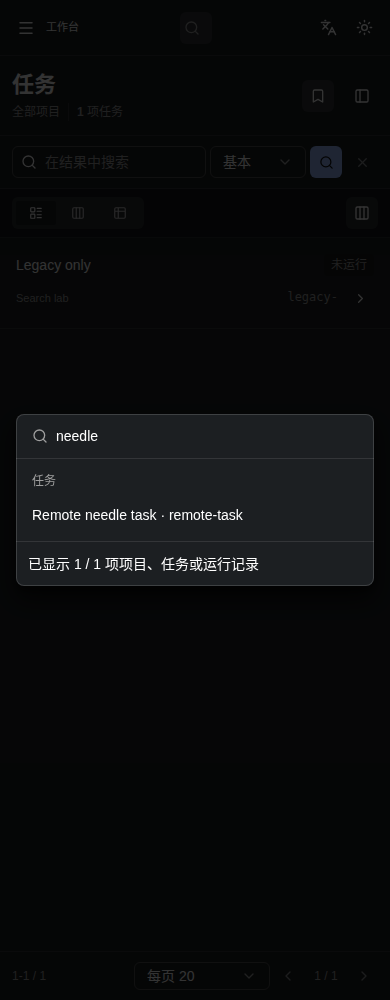 工作台
任务
全部项目 1 项任务
在结果中搜索 基本
Legacy only 未运行
Search lab legacy-
needle
任务
Remote needle task · remote-task
已显示 1 / 1 项项目、任务或运行记录
1-1 / 1 每页 20 1 / 1